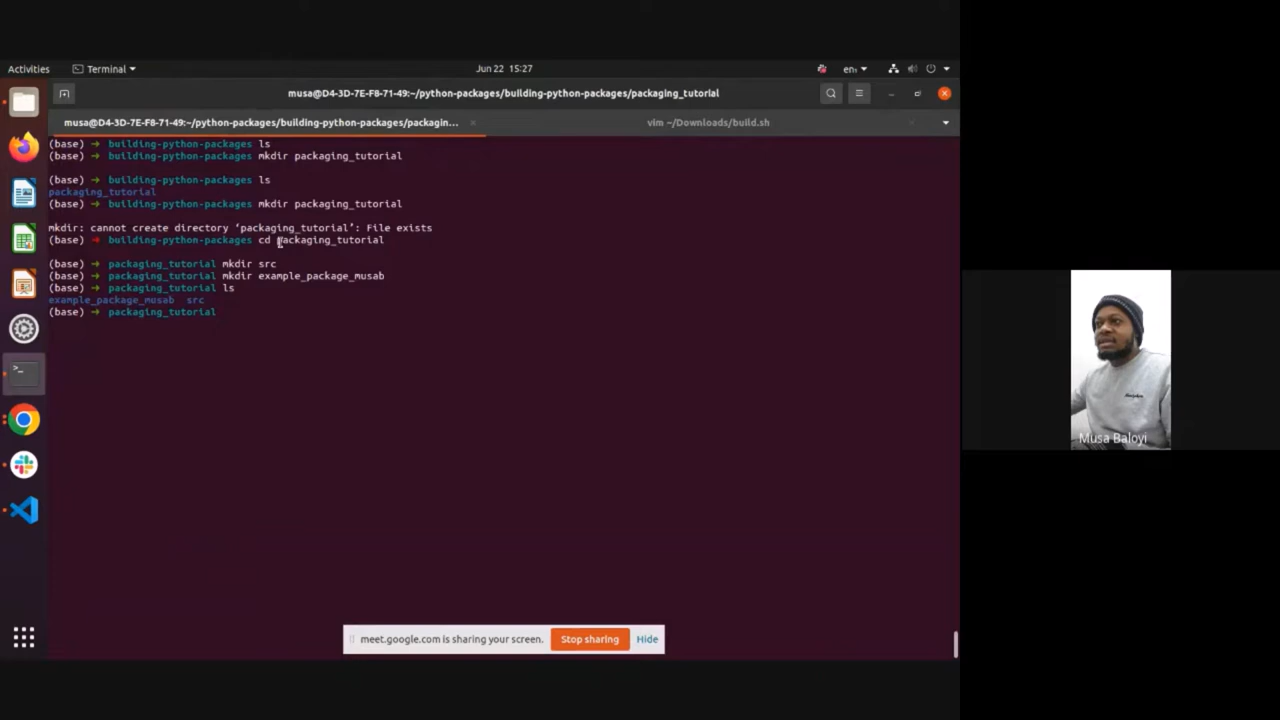 Activities Terminal Jun 22 15:27 en₁
musa@D4-3D-7E-F8-71-49:~/python-packages/building-python-packages/packaging_tutorial
musa@D4-3D-7E-F8-71-49:~/python-packages/building-python-packages/packagin... vim ~/Downloads/build.sh
(base) → building-python-packages ls
(base) → building-python-packages mkdir packaging_tutorial
(base) → building-python-packages ls
packaging_tutorial
(base) → building-python-packages mkdir packaging_tutorial
mkdir: cannot create directory ‘packaging_tutorial’: File exists
(base) → building-python-packages cd packaging_tutorial
(base) → packaging_tutorial mkdir src
(base) → packaging_tutorial mkdir example_package_musab
(base) → packaging_tutorial ls
example_package_musab src
(base) → packaging_tutorial
meet.google.com is sharing your screen. Stop sharing Hide
Musa Baloyi